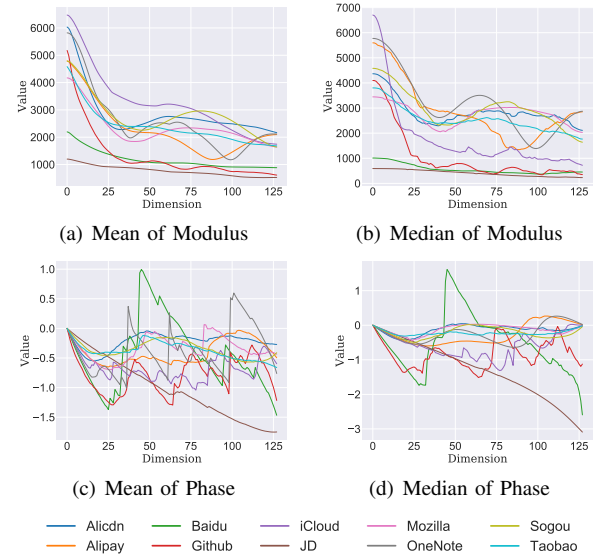 6000
5000
4000
3000
2000
1000
Value
0 25 50 75 100 125
Dimension
(a) Mean of Modulus
7000
6000
5000
4000
3000
2000
1000
0
Value
0 25 50 75 100 125
Dimension
(b) Median of Modulus
1.0
0.5
0.0
−0.5
−1.0
−1.5
Value
0 25 50 75 100 125
Dimension
(c) Mean of Phase
1
0
−1
−2
−3
Value
0 25 50 75 100 125
Dimension
(d) Median of Phase
Alicdn Baidu iCloud Mozilla Sogou
Alipay Github JD OneNote Taobao